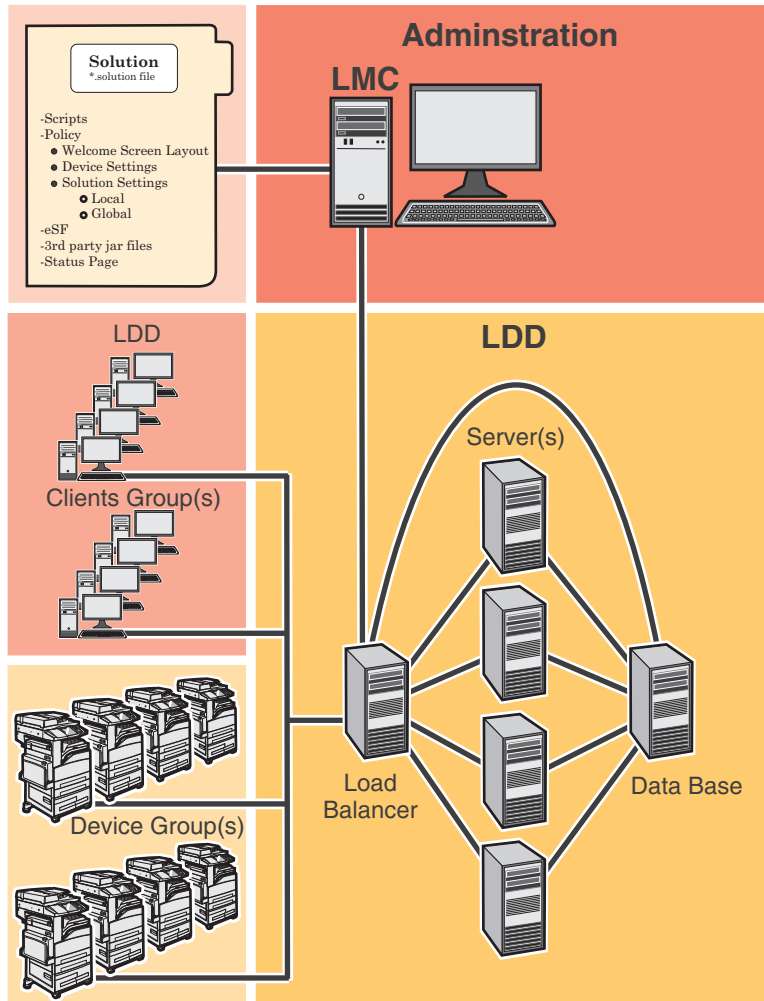 Solution
*.solution file
-Scripts
-Policy
● Welcome Screen Layout
● Device Settings
● Solution Settings
○ Local
○ Global
-eSF
-3rd party jar files
-Status Page
Adminstration
LMC
LDD
Clients Group(s)
Device Group(s)
LDD
Server(s)
Load
Balancer
Data Base